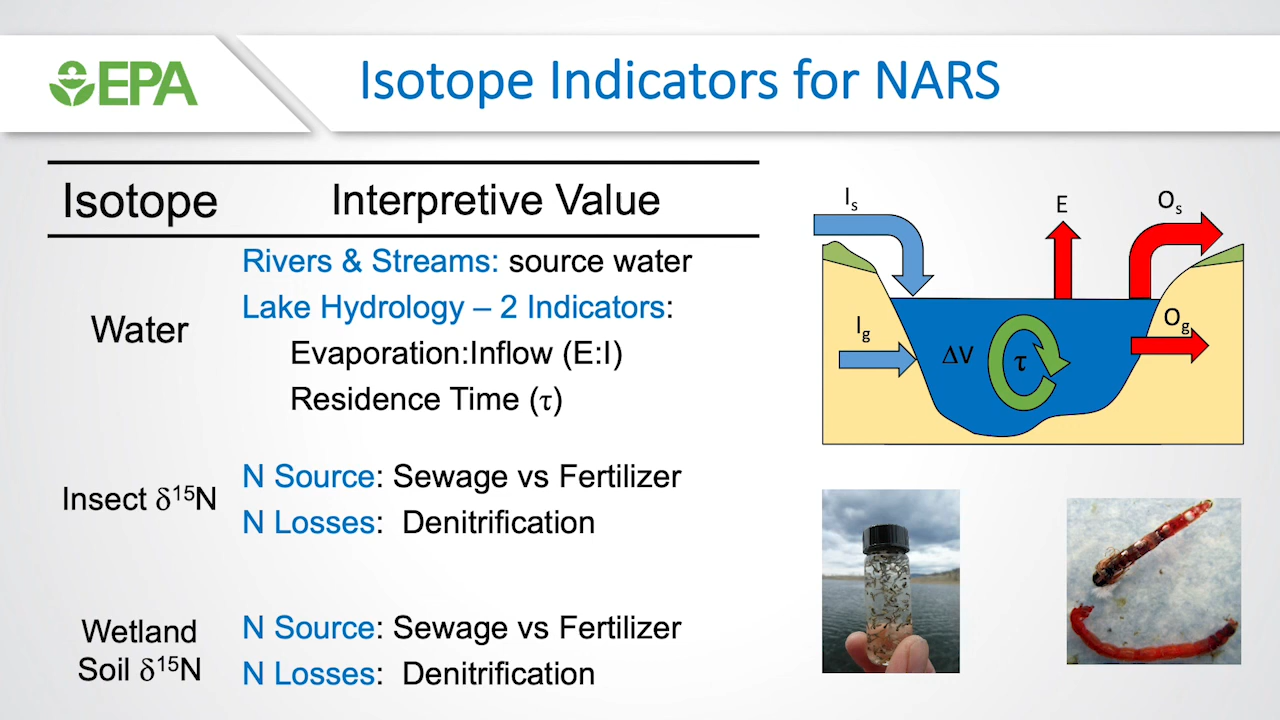 EPA
Isotope Indicators for NARS
Isotope Interpretive Value
Water
Rivers & Streams: source water
Lake Hydrology – 2 Indicators:
Evaporation:Inflow (E:I)
Residence Time (τ)
Insect δ¹⁵N
N Source: Sewage vs Fertilizer
N Losses: Denitrification
Wetland
Soil δ¹⁵N
N Source: Sewage vs Fertilizer
N Losses: Denitrification
Iₛ
E
Oₛ
I_g
ΔV
τ
O_g